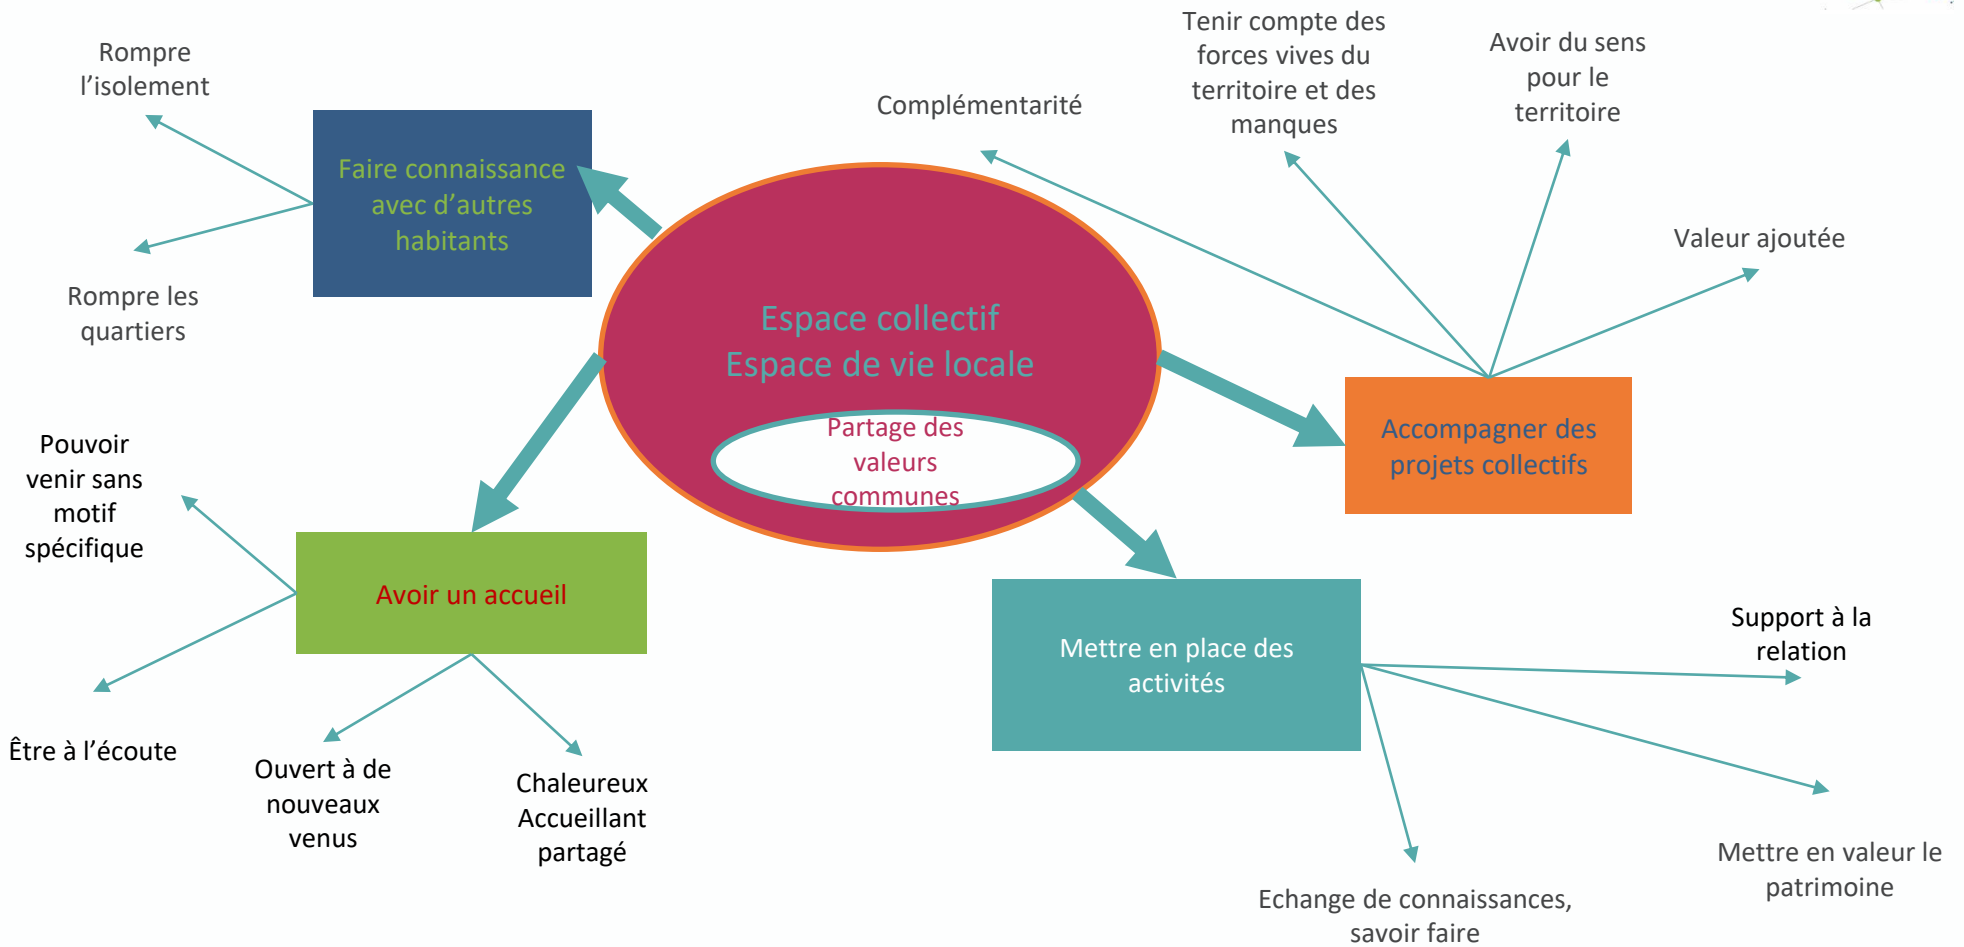 Rompre
l’isolement
Faire connaissance
avec d’autres
habitants
Rompre les
quartiers
Complémentarité
Tenir compte des
forces vives du
territoire et des
manques
Avoir du sens
pour le
territoire
Valeur ajoutée
Espace collectif
Espace de vie locale
Partage des
valeurs
communes
Accompagner des
projets collectifs
Pouvoir
venir sans
motif
spécifique
Avoir un accueil
Être à l’écoute
Ouvert à de
nouveaux
venus
Chaleureux
Accueillant
partagé
Mettre en place des
activités
Support à la
relation
Mettre en valeur le
patrimoine
Echange de connaissances,
savoir faire